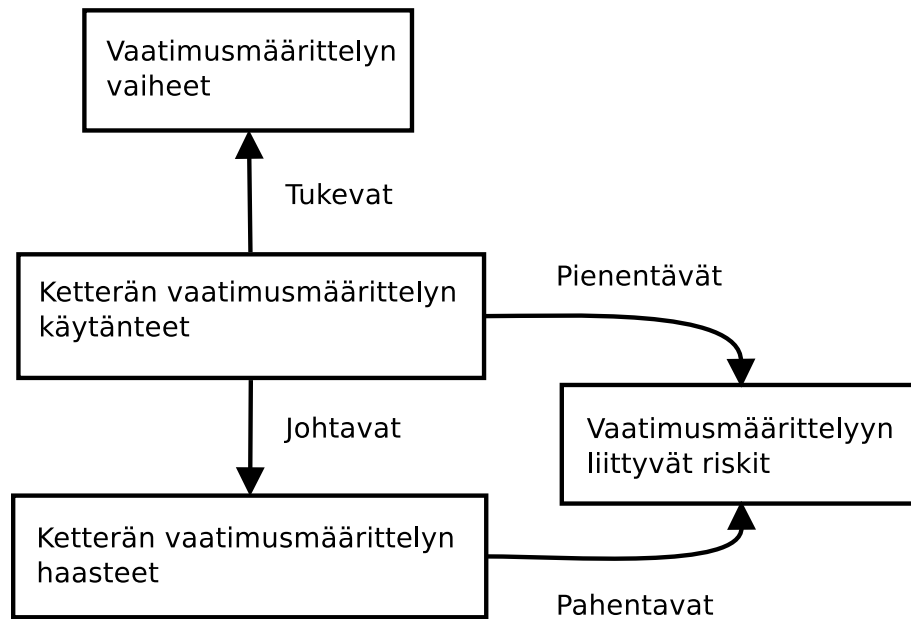 Vaatimusmäärittelyn
vaiheet
Tukevat
Ketterän vaatimusmäärittelyn
käytänteet
Pienentävät
Johtavat
Vaatimusmäärittelyyn
liittyvät riskit
Ketterän vaatimusmäärittelyn
haasteet
Pahentavat